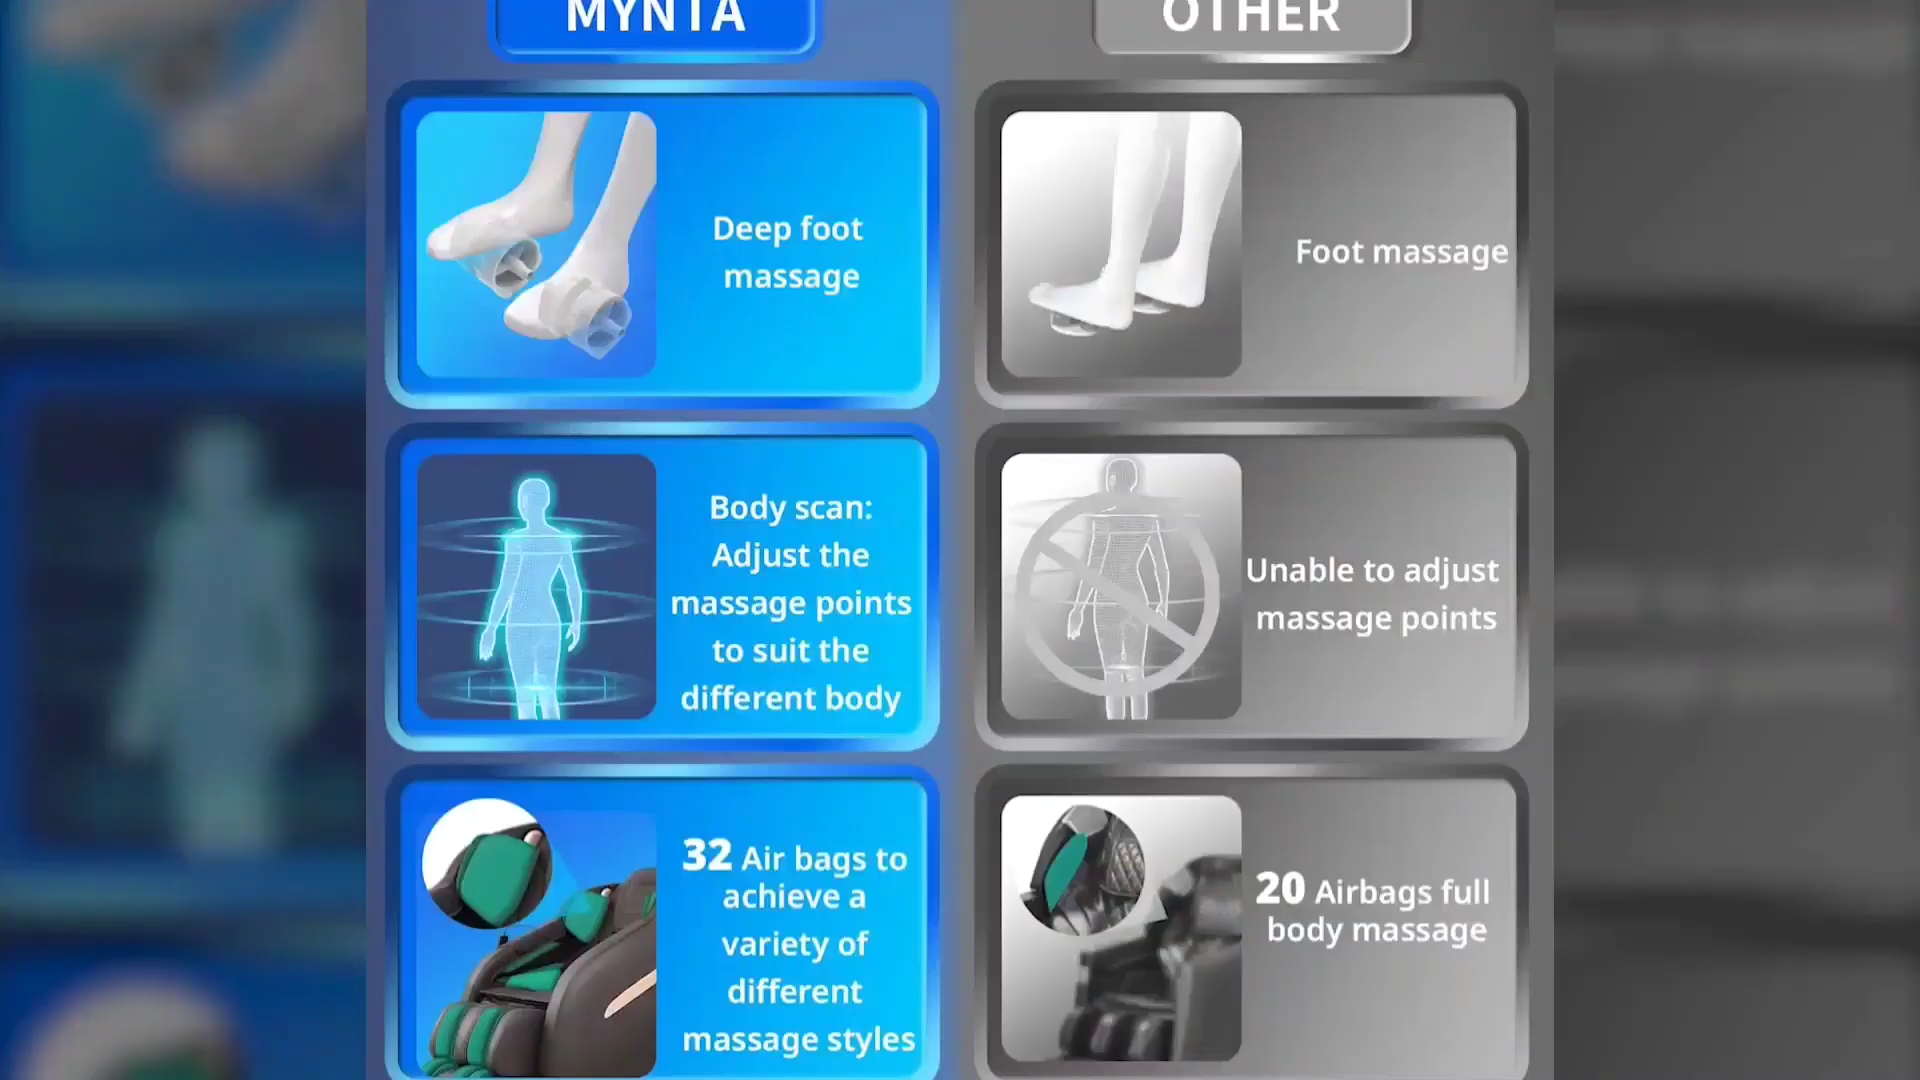 MYNTA
OTHER
Deep foot
massage
Foot massage
Body scan:
Adjust the
massage points
to suit the
different body
Unable to adjust
massage points
32 Air bags to
achieve a
variety of
different
massage styles
20 Airbags full
body massage